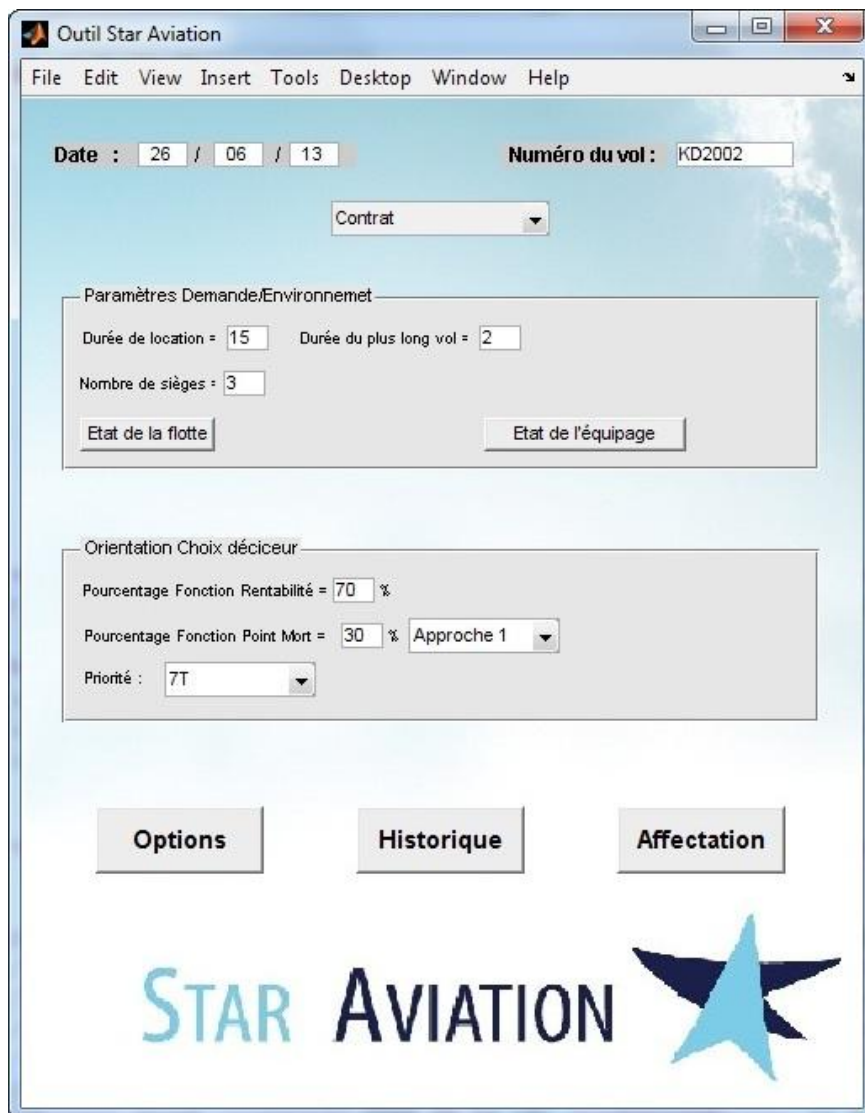 Outil Star Aviation
File Edit View Insert Tools Desktop Window Help
Date : 26 / 06 / 13 Numéro du vol : KD2002
Contrat
Paramètres Demande/Environnemet
Durée de location = 15 Durée du plus long vol = 2
Nombre de sièges = 3
Etat de la flotte Etat de l'équipage
Orientation Choix déciceur
Pourcentage Fonction Rentabilité = 70 %
Pourcentage Fonction Point Mort = 30 % Approche 1
Priorité : 7T
Options Historique Affectation
STAR AVIATION